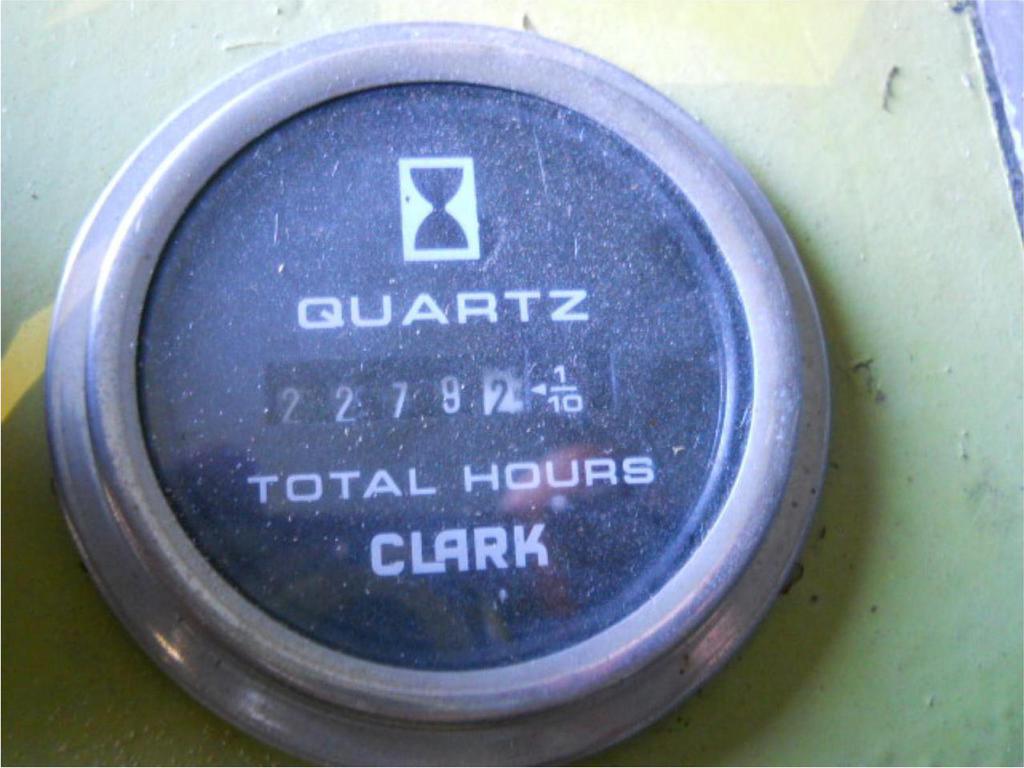 QUARTZ
2 2 7 9 2 1/10
TOTAL HOURS
CLARK